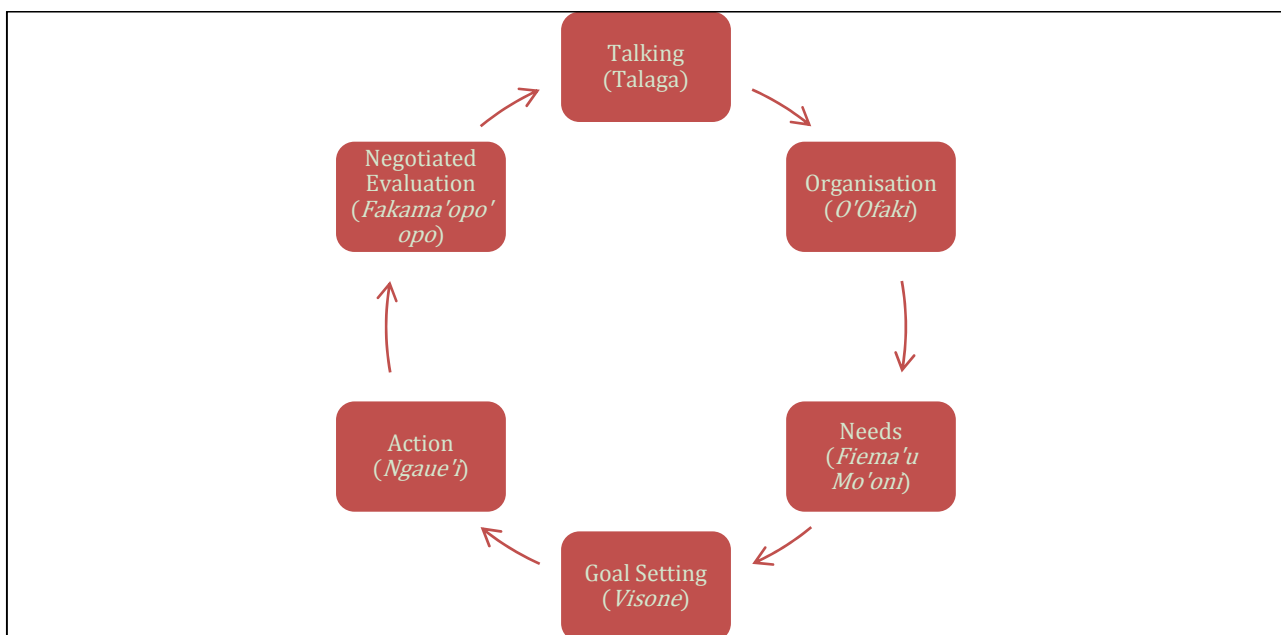 Talking
(Talaga)
Organisation
(O'Ofaki)
Needs
(Fiema'u
Mo'oni)
Goal Setting
(Visone)
Action
(Ngaue'i)
Negotiated
Evaluation
(Fakama'opo'
opo)